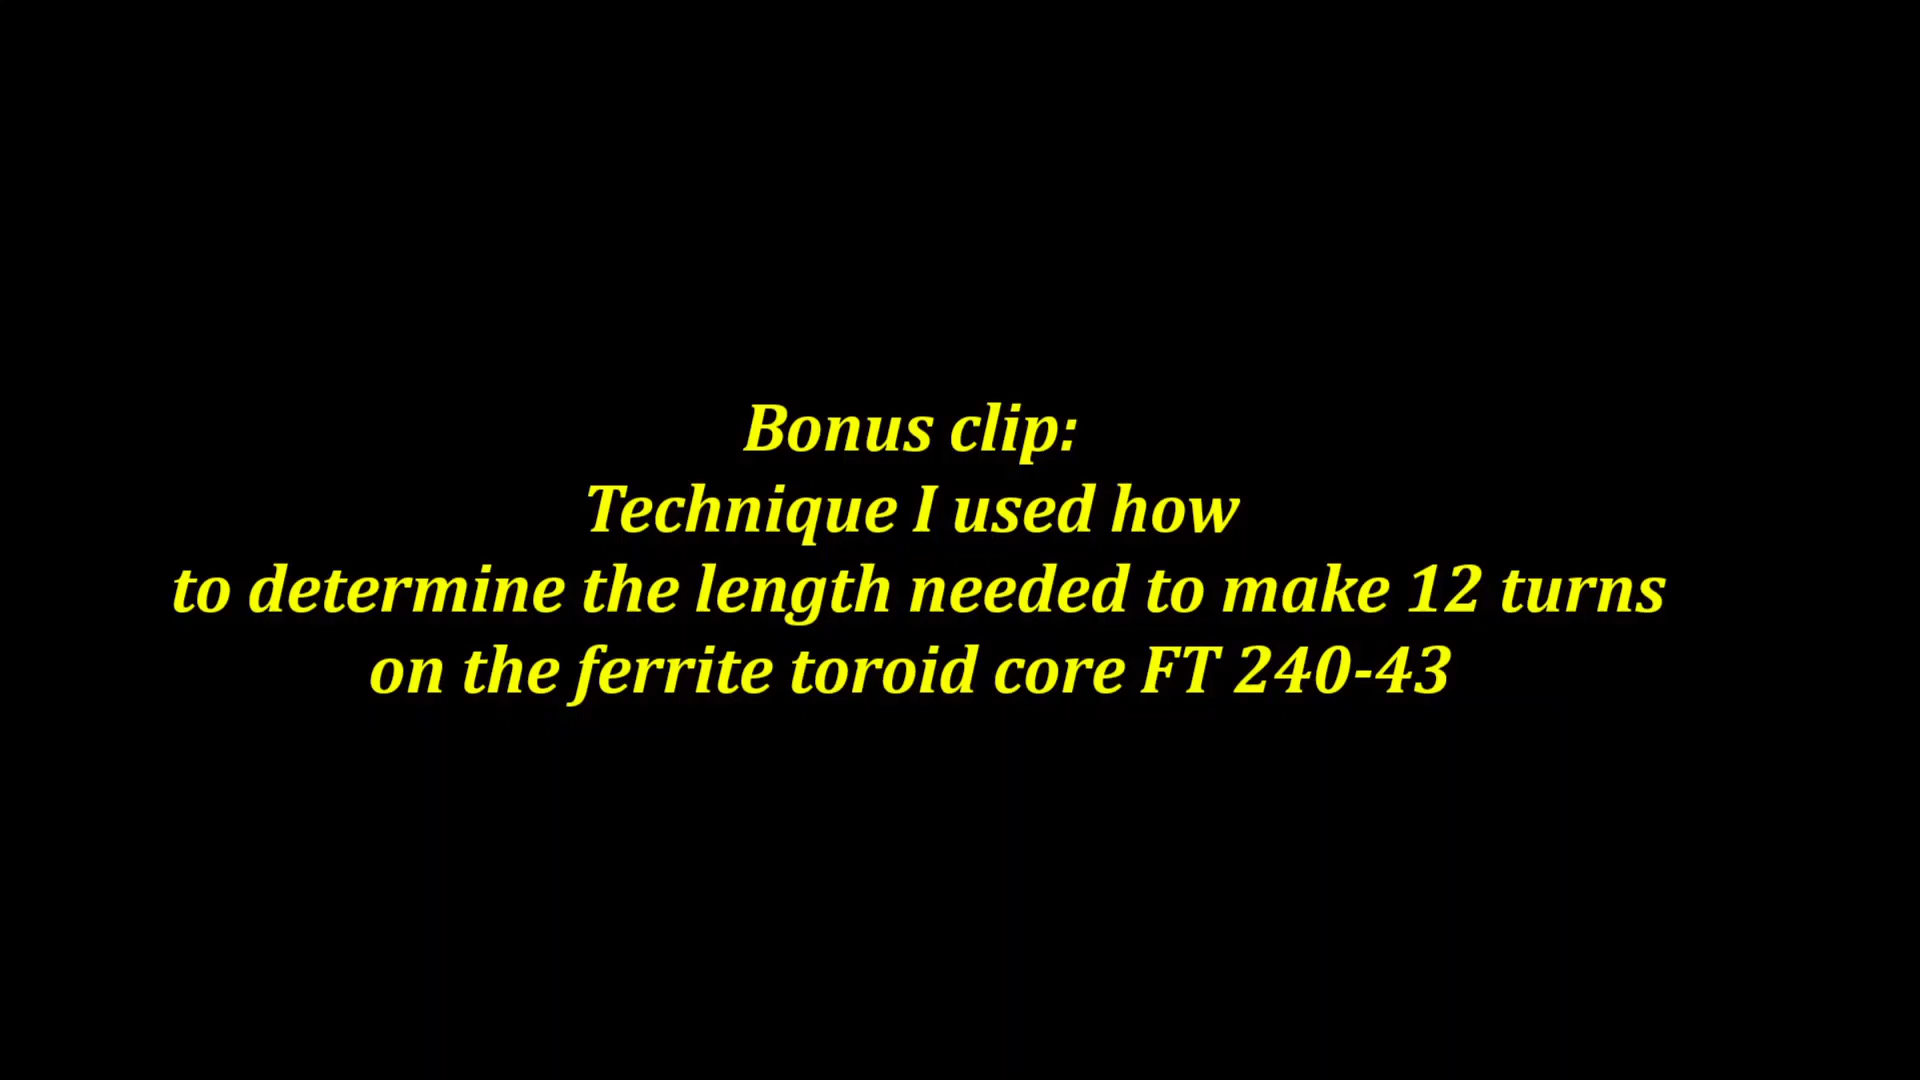 Bonus clip:
Technique I used how
to determine the length needed to make 12 turns
on the ferrite toroid core FT 240-43